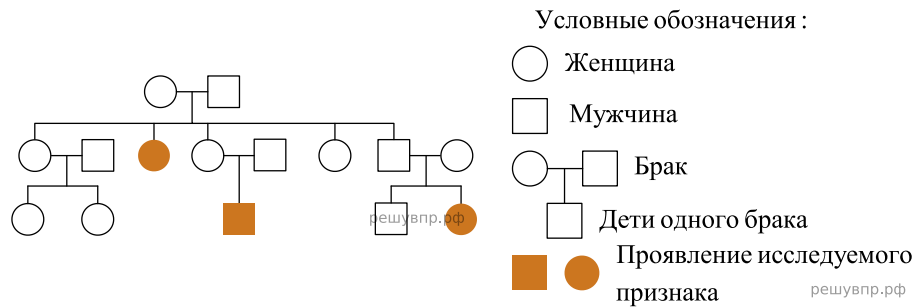 Условные обозначения :
Женщина
Мужчина
Брак
Дети одного брака
Проявление исследуемого
признака
решувпр.рф
решувпр.рф